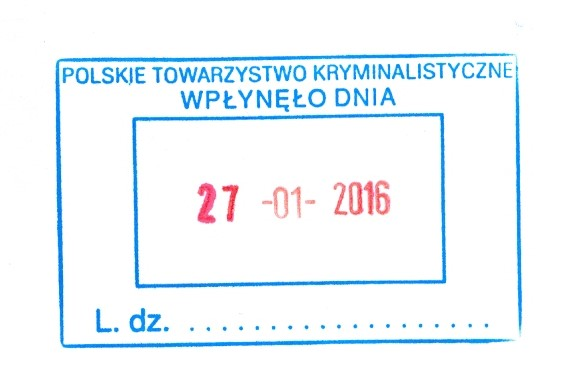 POLSKIE TOWARZYSTWO KRYMINALISTYCZNE
WPŁYNĘŁO DNIA
27 -01- 2016
L. dz. .....................